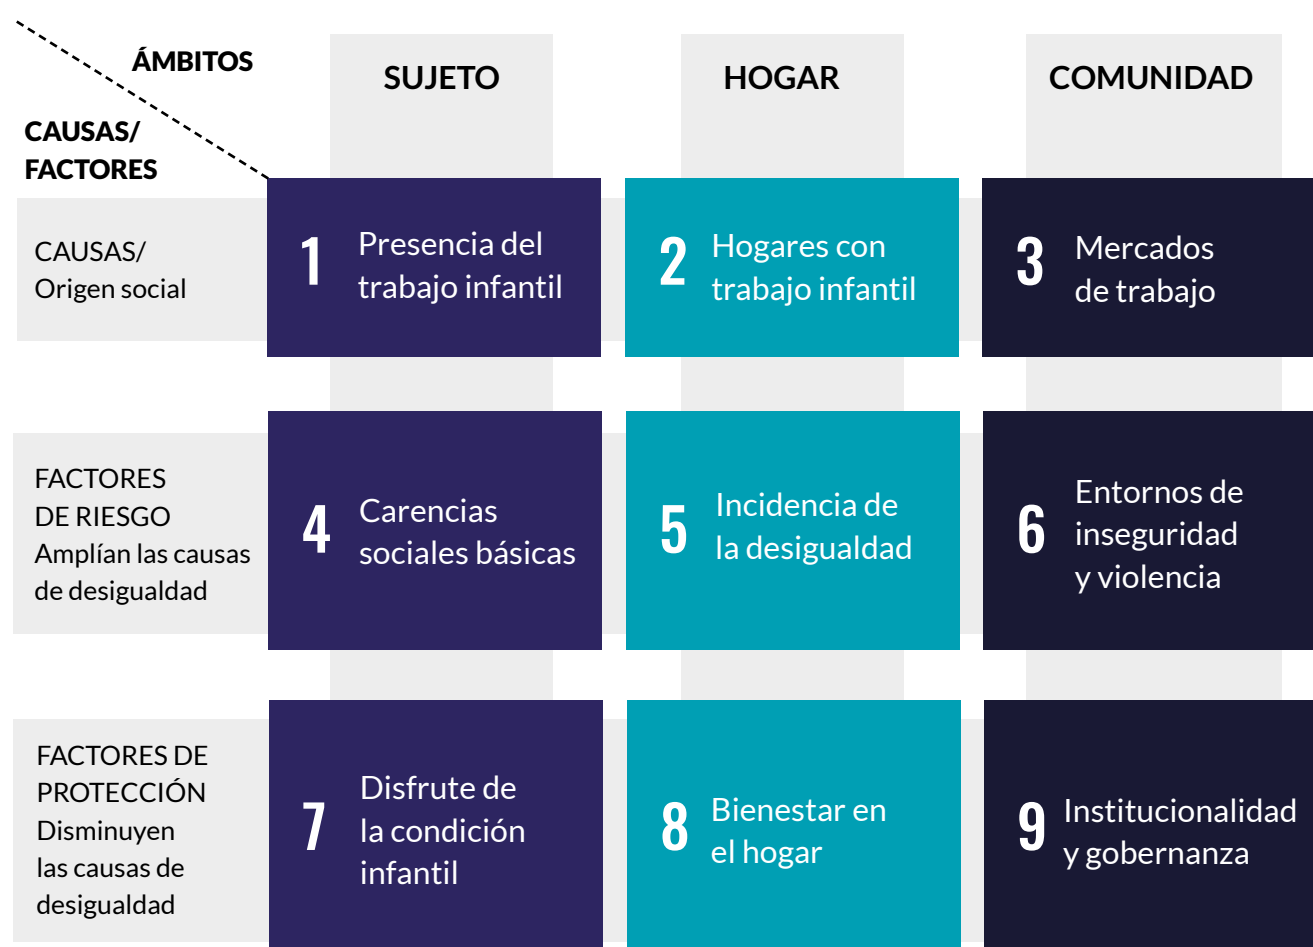 ÁMBITOS
CAUSAS/
FACTORES
SUJETO
HOGAR
COMUNIDAD
CAUSAS/
Origen social
1
Presencia del
trabajo infantil
2
Hogares con
trabajo infantil
3
Mercados
de trabajo
FACTORES
DE RIESGO
Amplían las causas
de desigualdad
4
Carencias
sociales básicas
5
Incidencia de
la desigualdad
6
Entornos de
inseguridad
y violencia
FACTORES DE
PROTECCIÓN
Disminuyen
las causas de
desigualdad
7
Disfrute de
la condición
infantil
8
Bienestar en
el hogar
9
Institucionalidad
y gobernanza